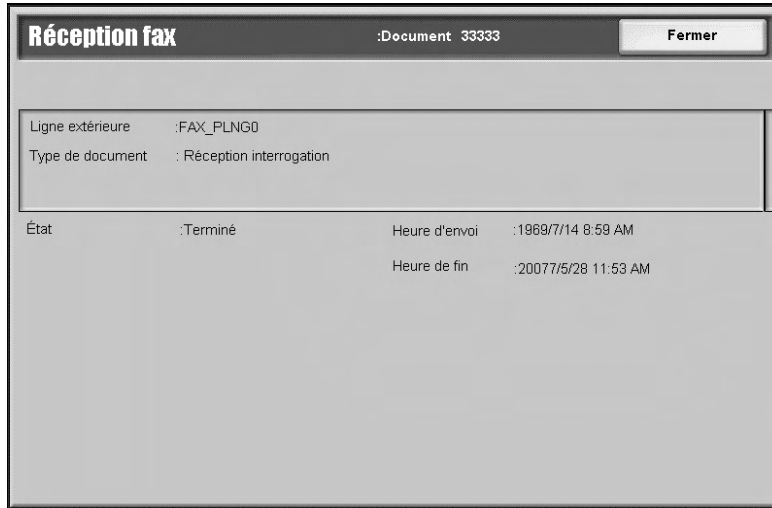 Réception fax :Document 33333 Fermer
Ligne extérieure :FAX_PLNG0
Type de document : Réception interrogation
État :Terminé Heure d'envoi :1969/7/14 8:59 AM
Heure de fin :20077/5/28 11:53 AM